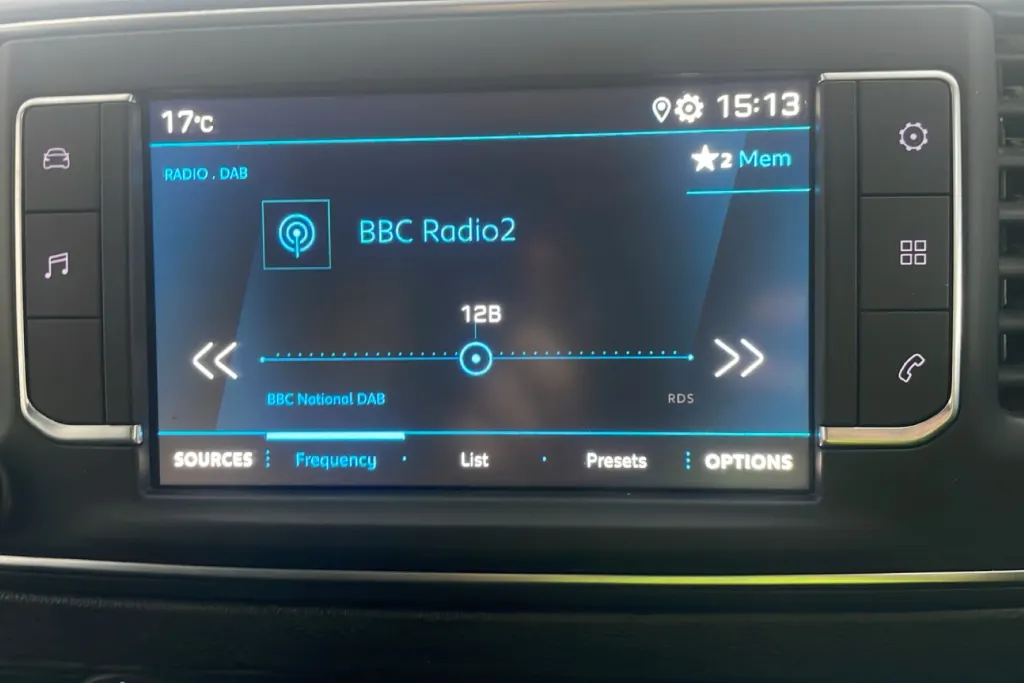 17°C 15:13
RADIO . DAB
2 Mem
BBC Radio2
12B
BBC National DAB RDS
SOURCES Frequency List Presets OPTIONS